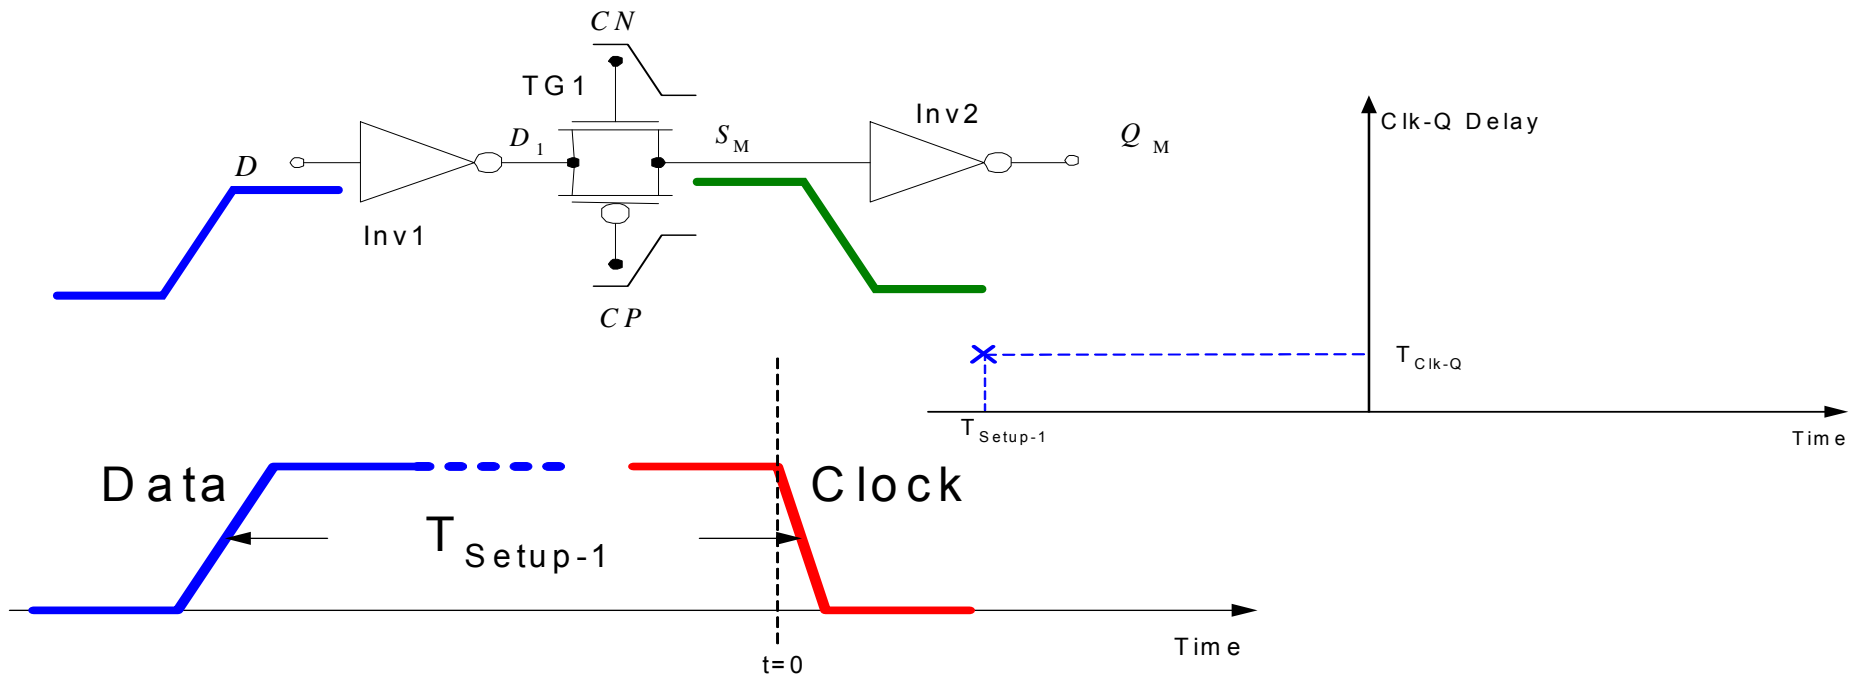 CN
TG1
Inv2
Clk-Q Delay
D
D1
SM
QM
Inv1
CP
TClk-Q
TSetup-1
Time
Data
Clock
TSetup-1
Time
t=0